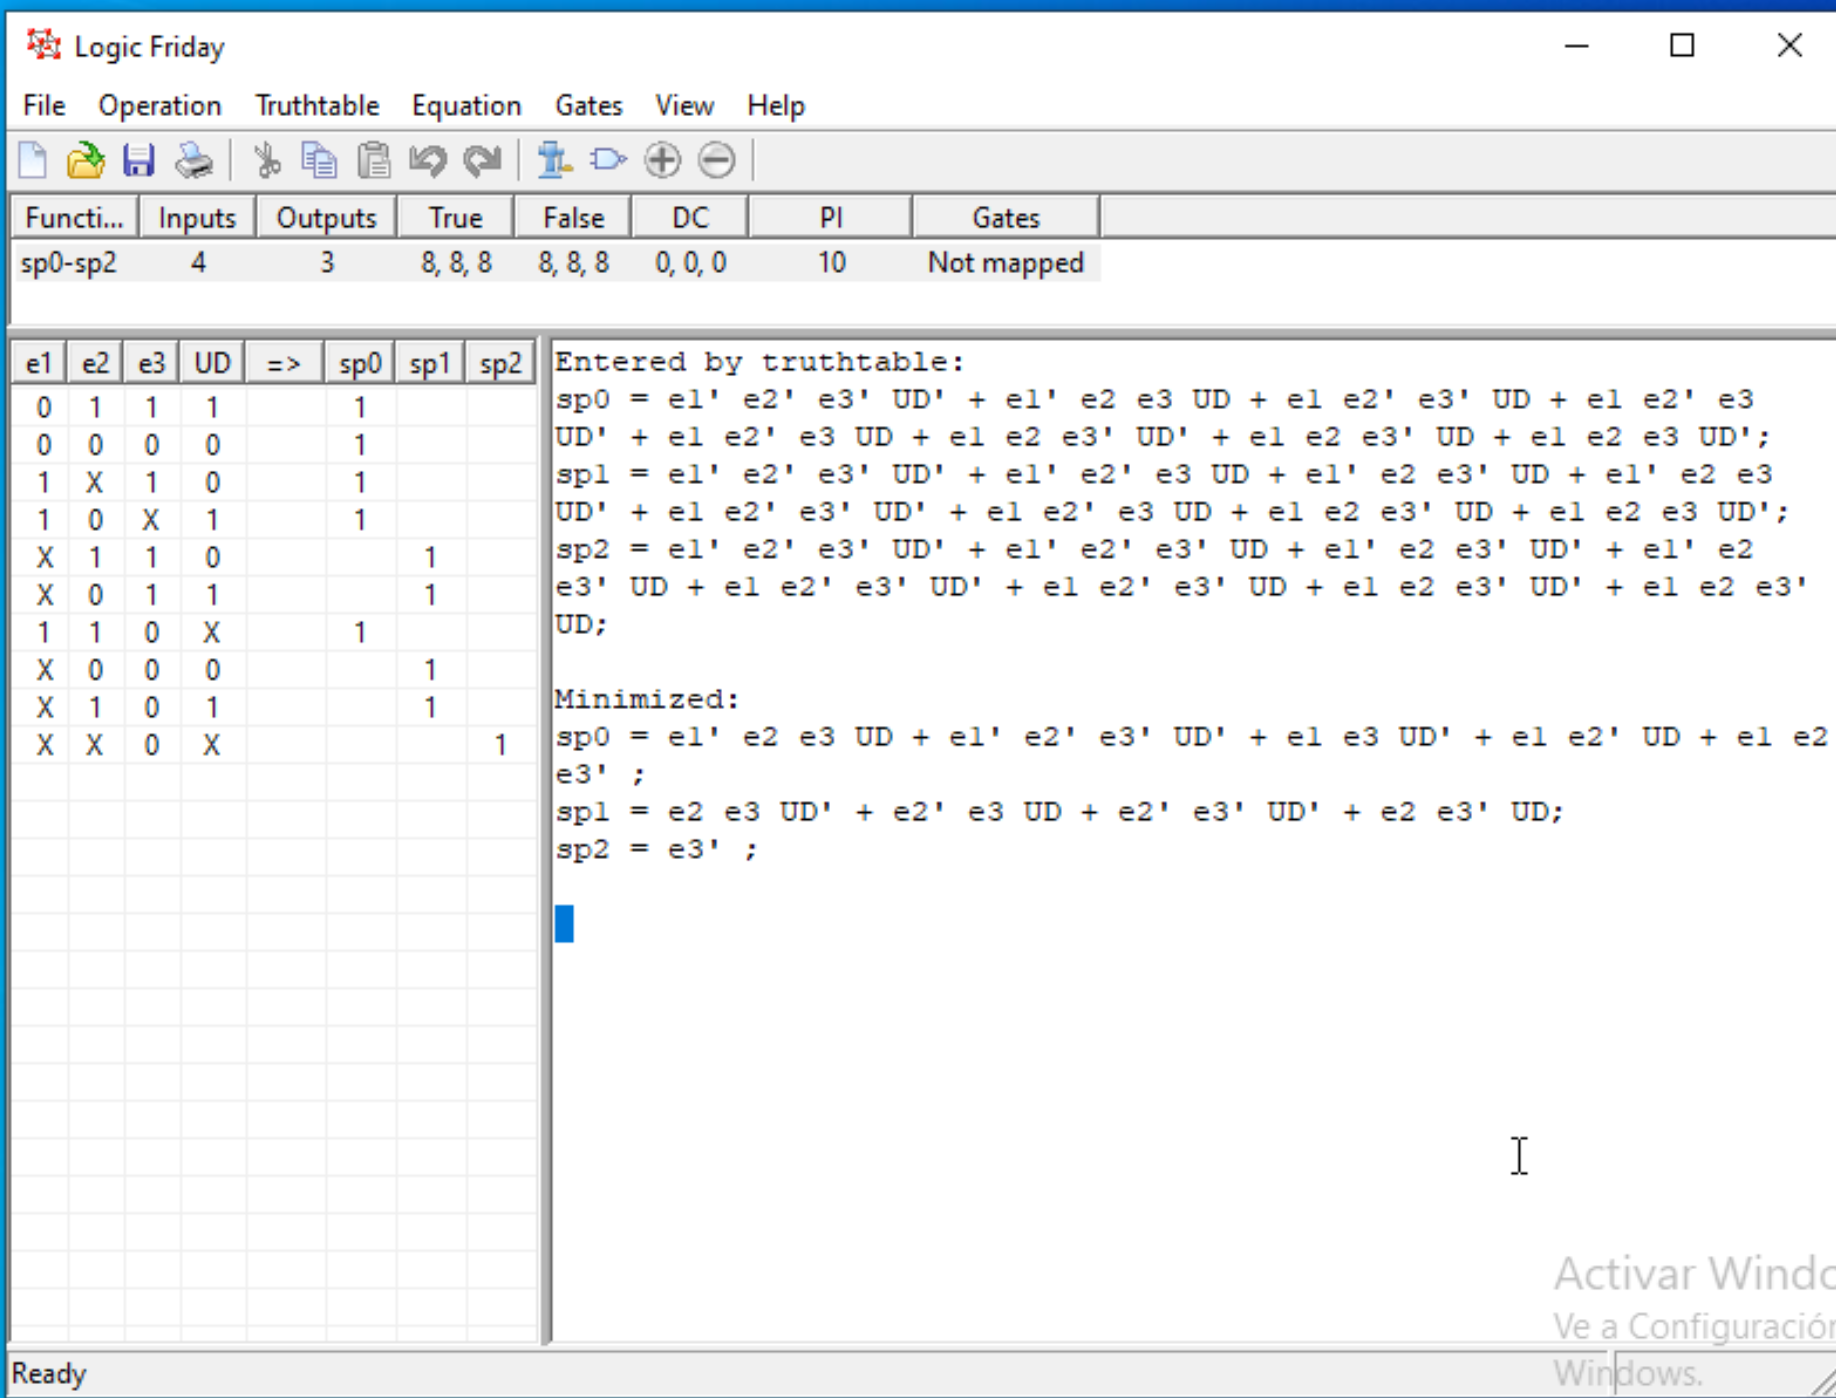 Logic Friday
File Operation Truthtable Equation Gates View Help
Functi... Inputs Outputs True False DC PI Gates
sp0-sp2 4 3 8, 8, 8 8, 8, 8 0, 0, 0 10 Not mapped
e1 e2 e3 UD => sp0 sp1 sp2
0 1 1 1 1
0 0 0 0 1
1 X 1 0 1
1 0 X 1 1
X 1 1 0 1
X 0 1 1 1
1 1 0 X 1
X 0 0 0 1
X 1 0 1 1
X X 0 X 1
Entered by truthtable:
sp0 = e1' e2' e3' UD' + e1' e2 e3 UD + e1 e2' e3' UD + e1 e2' e3
UD' + e1 e2' e3 UD + e1 e2 e3' UD' + e1 e2 e3' UD + e1 e2 e3 UD';
sp1 = e1' e2' e3' UD' + e1' e2' e3 UD + e1' e2 e3' UD + e1' e2 e3
UD' + e1 e2' e3' UD' + e1 e2' e3 UD + e1 e2 e3' UD + e1 e2 e3 UD';
sp2 = e1' e2' e3' UD' + e1' e2' e3' UD + e1' e2 e3' UD' + e1' e2
e3' UD + e1 e2' e3' UD' + e1 e2' e3' UD + e1 e2 e3' UD' + e1 e2 e3'
UD;
Minimized:
sp0 = e1' e2 e3 UD + e1' e2' e3' UD' + e1 e3 UD' + e1 e2' UD + e1 e2
e3' ;
sp1 = e2 e3 UD' + e2' e3 UD + e2' e3' UD' + e2 e3' UD;
sp2 = e3' ;
Activar Windo
Ve a Configuración
Windows.
Ready